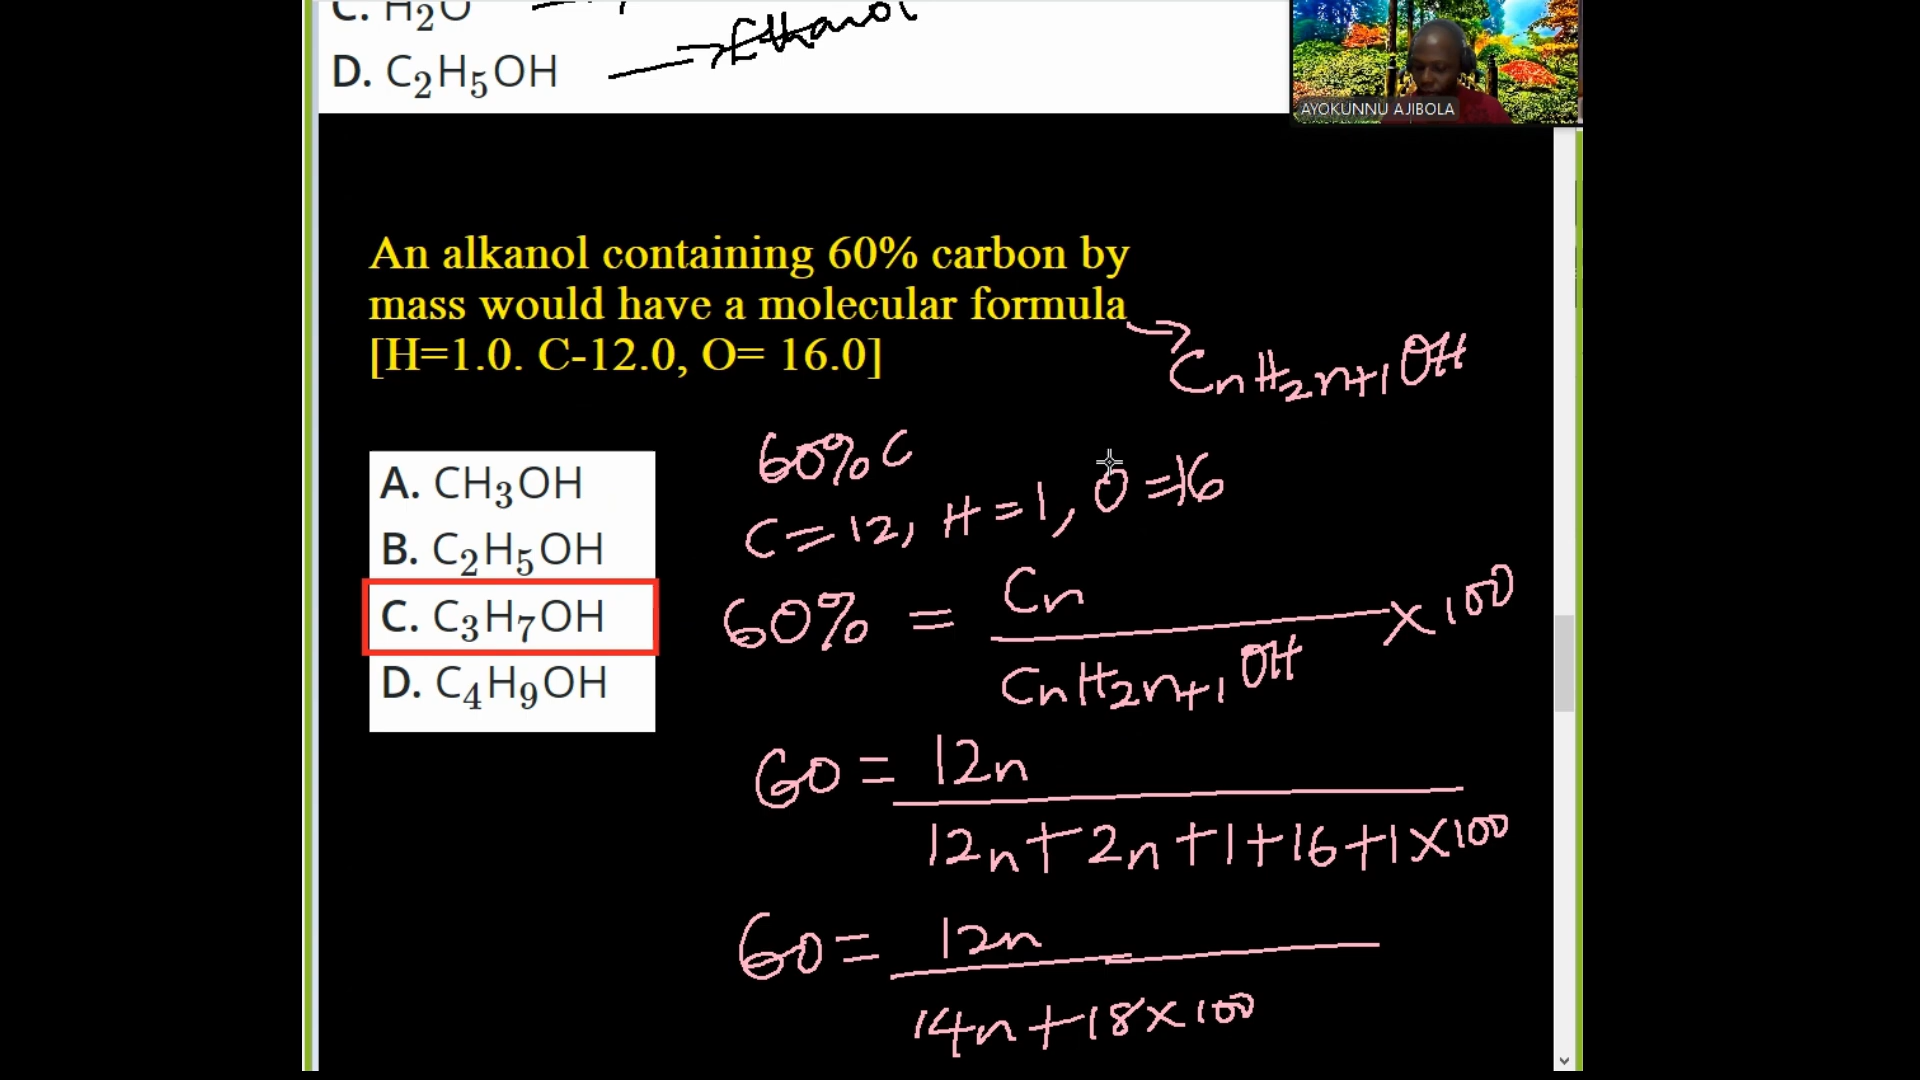 C. H₂O
D. C₂H₅OH → Ethanol
AYOKUNNU AJIBOLA
An alkanol containing 60% carbon by
mass would have a molecular formula → CnH2n+1OH
[H=1.0. C-12.0, O= 16.0]
A. CH₃OH
B. C₂H₅OH
C. C₃H₇OH
D. C₄H₉OH
60% C
C = 12, H = 1, O = 16
60% = Cn
CnH2n+1OH × 100
60 = 12n
12n + 2n + 1 + 16 + 1 × 100
60 = 12n
14n + 18 × 100